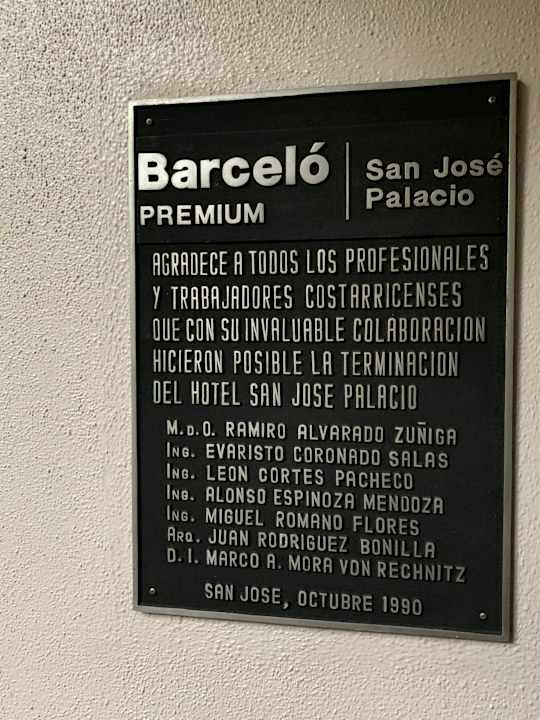 Barceló
PREMIUM
San José
Palacio
AGRADECE A TODOS LOS PROFESIONALES
Y TRABAJADORES COSTARRICENSES
QUE CON SU INVALUABLE COLABORACION
HICIERON POSIBLE LA TERMINACION
DEL HOTEL SAN JOSE PALACIO
M.D.O. RAMIRO ALVARADO ZUÑIGA
ING. EVARISTO CORONADO SALAS
ING. LEON CORTES PACHECO
ING. ALONSO ESPINOZA MENDOZA
ING. MIGUEL ROMANO FLORES
ARQ. JUAN RODRIGUEZ BONILLA
D. I. MARCO A. MORA VON RECHNITZ
SAN JOSE, OCTUBRE 1990